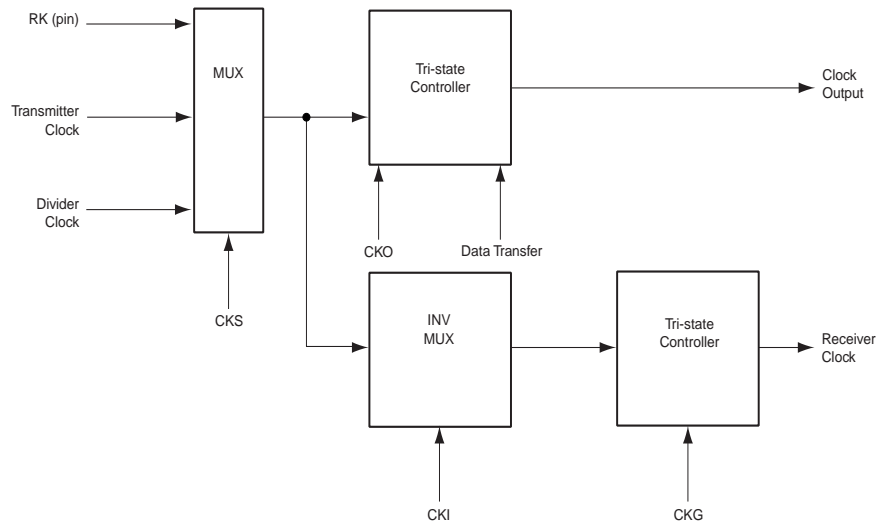 RK (pin)
MUX
Tri-state
Controller
Clock
Output
Transmitter
Clock
Divider
Clock
CKO
Data Transfer
CKS
INV
MUX
Tri-state
Controller
Receiver
Clock
CKI
CKG